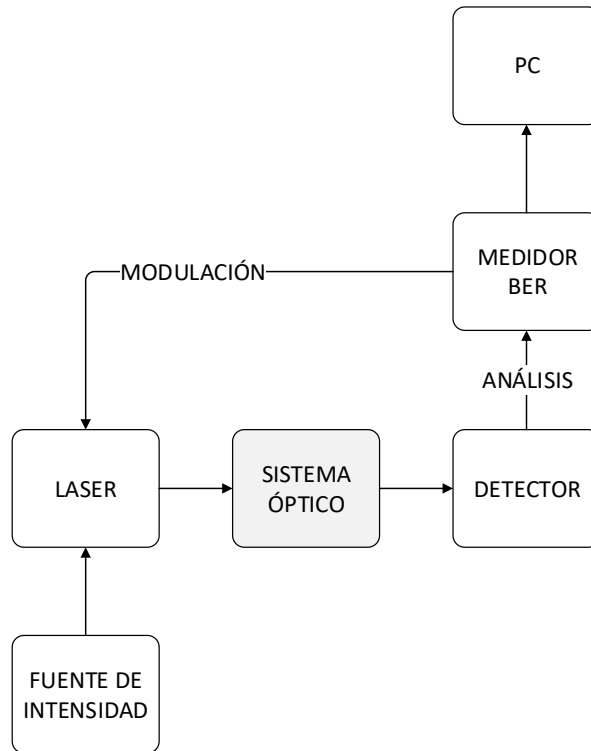 PC
MEDIDOR
BER
MODULACIÓN
ANÁLISIS
LASER
SISTEMA
ÓPTICO
DETECTOR
FUENTE DE
INTENSIDAD